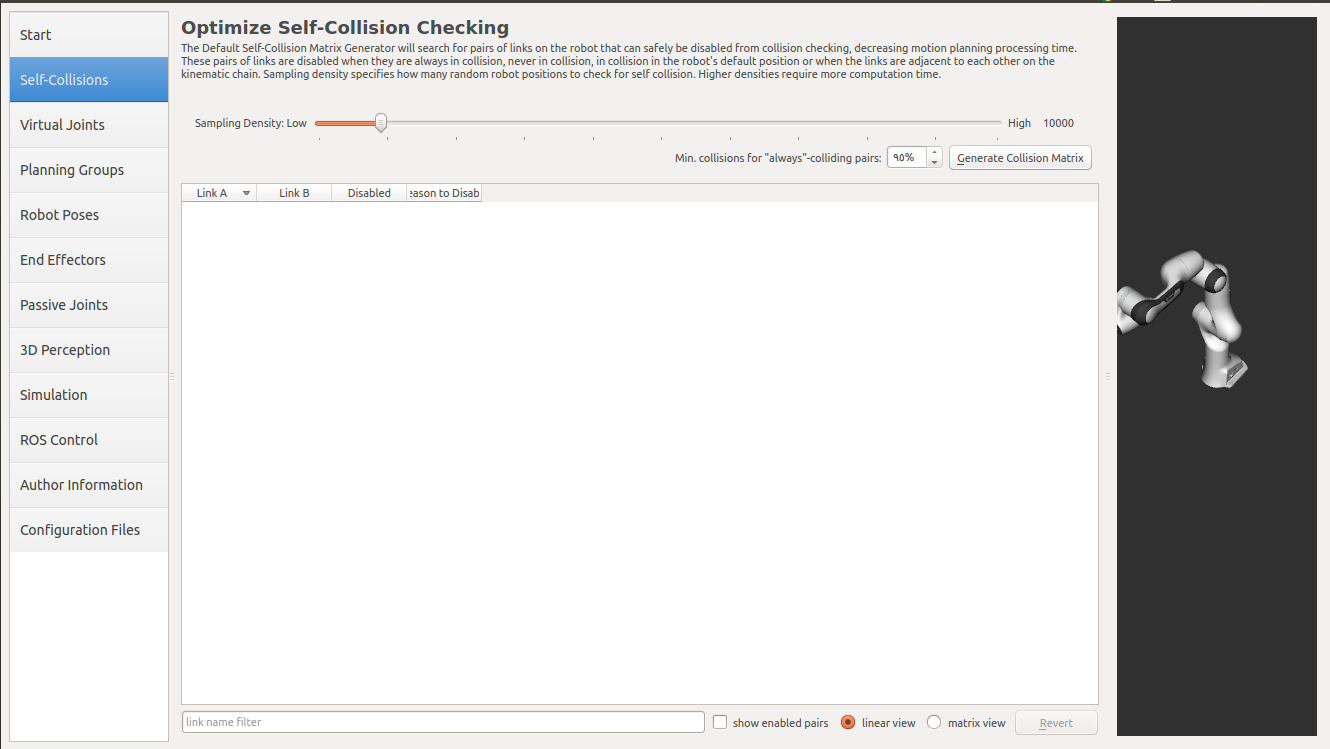 Start
Self-Collisions
Virtual Joints
Planning Groups
Robot Poses
End Effectors
Passive Joints
3D Perception
Simulation
ROS Control
Author Information
Configuration Files
Optimize Self-Collision Checking
The Default Self-Collision Matrix Generator will search for pairs of links on the robot that can safely be disabled from collision checking, decreasing motion planning processing time.
These pairs of links are disabled when they are always in collision, never in collision, in collision in the robot's default position or when the links are adjacent to each other on the
kinematic chain. Sampling density specifies how many random robot positions to check for self collision. Higher densities require more computation time.
Sampling Density: Low High 10000
Min. collisions for "always"-colliding pairs: ٩٥% Generate Collision Matrix
Link A Link B Disabled eason to Disab
link name filter show enabled pairs linear view matrix view Revert